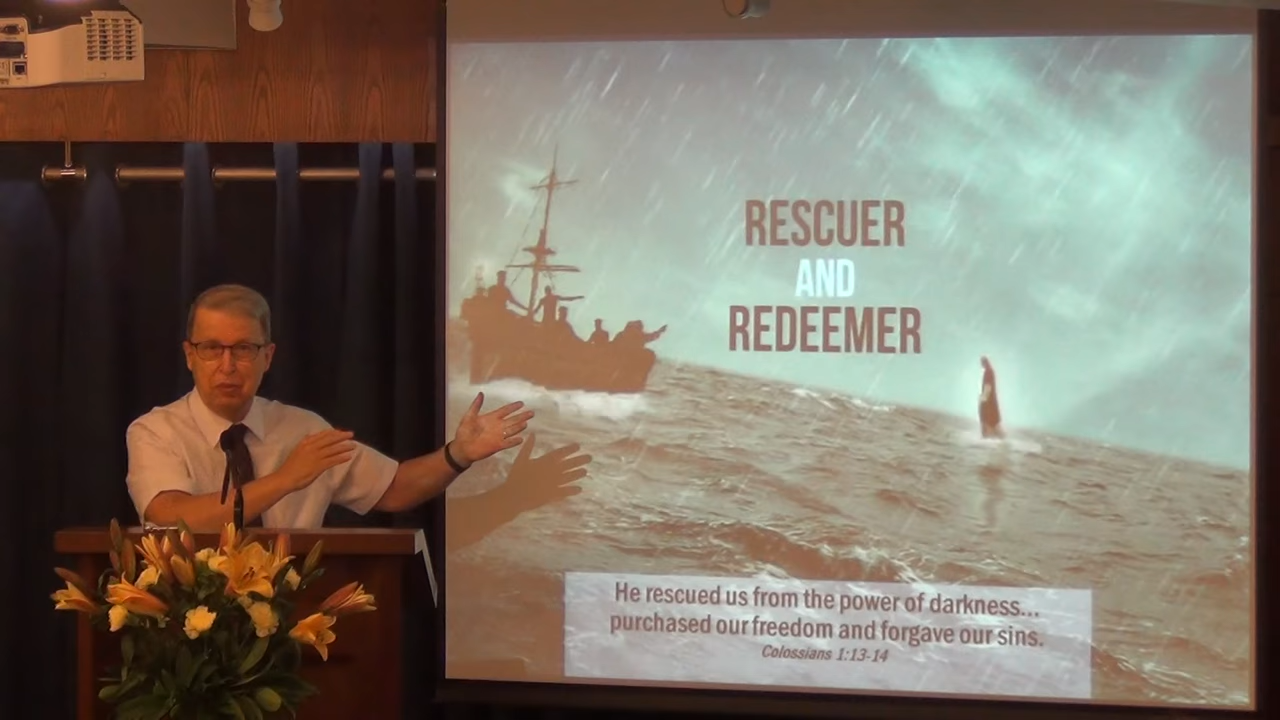 RESCUER
AND
REDEEMER
He rescued us from the power of darkness...
purchased our freedom and forgave our sins.
Colossians 1:13-14